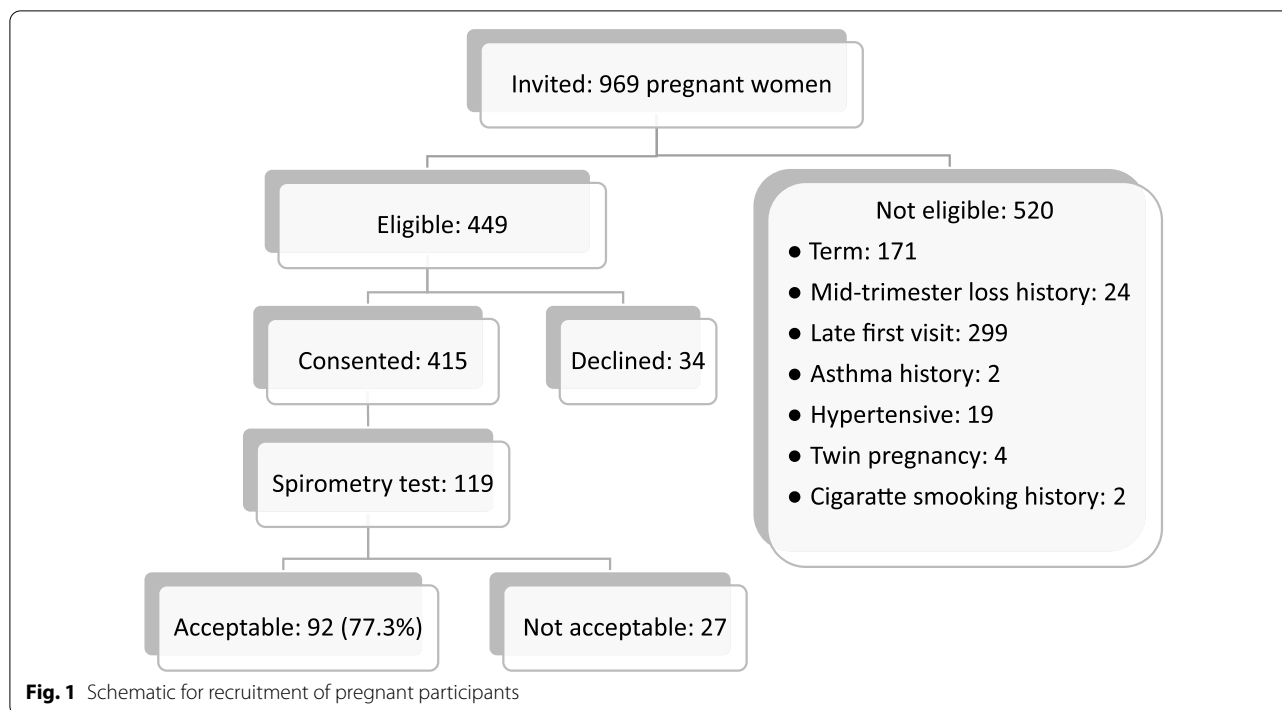 Invited: 969 pregnant women
Eligible: 449
Not eligible: 520
● Term: 171
● Mid-trimester loss history: 24
● Late first visit: 299
● Asthma history: 2
● Hypertensive: 19
● Twin pregnancy: 4
● Cigaratte smooking history: 2
Consented: 415
Declined: 34
Spirometry test: 119
Acceptable: 92 (77.3%)
Not acceptable: 27
Fig. 1 Schematic for recruitment of pregnant participants